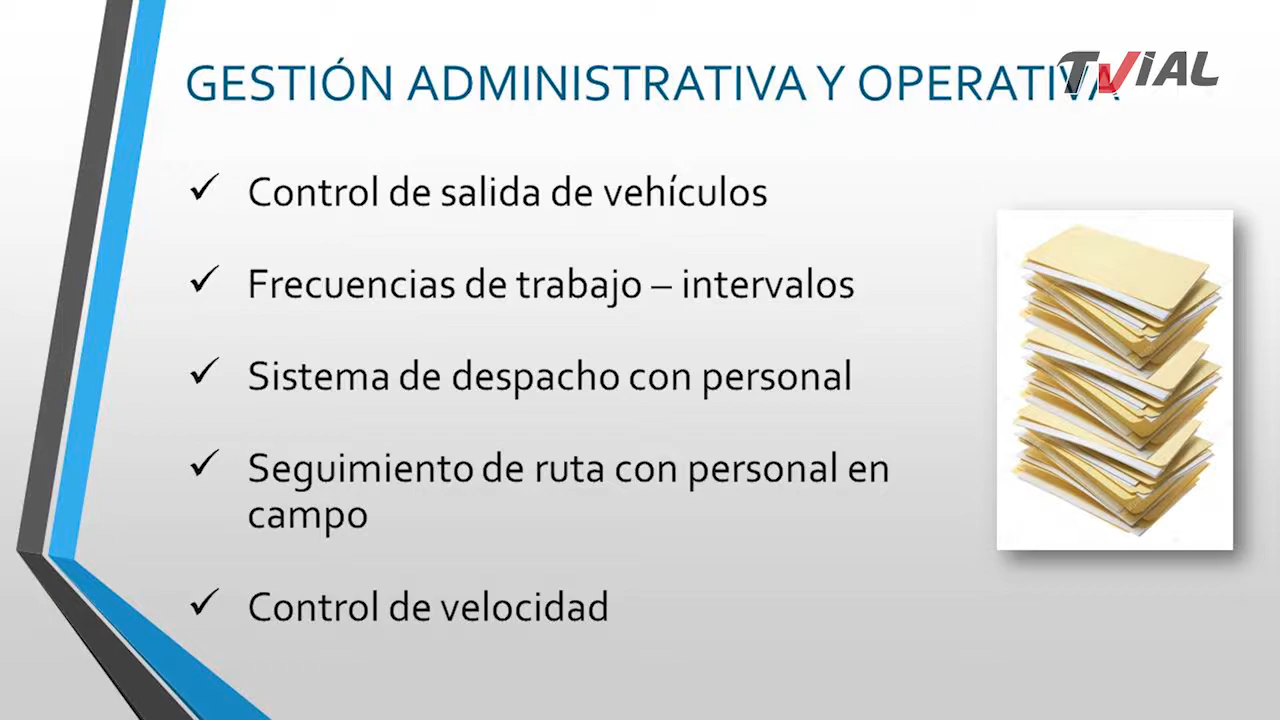 GESTIÓN ADMINISTRATIVA Y OPERATIVA
TVIAL
✓ Control de salida de vehículos
✓ Frecuencias de trabajo – intervalos
✓ Sistema de despacho con personal
✓ Seguimiento de ruta con personal en
campo
✓ Control de velocidad